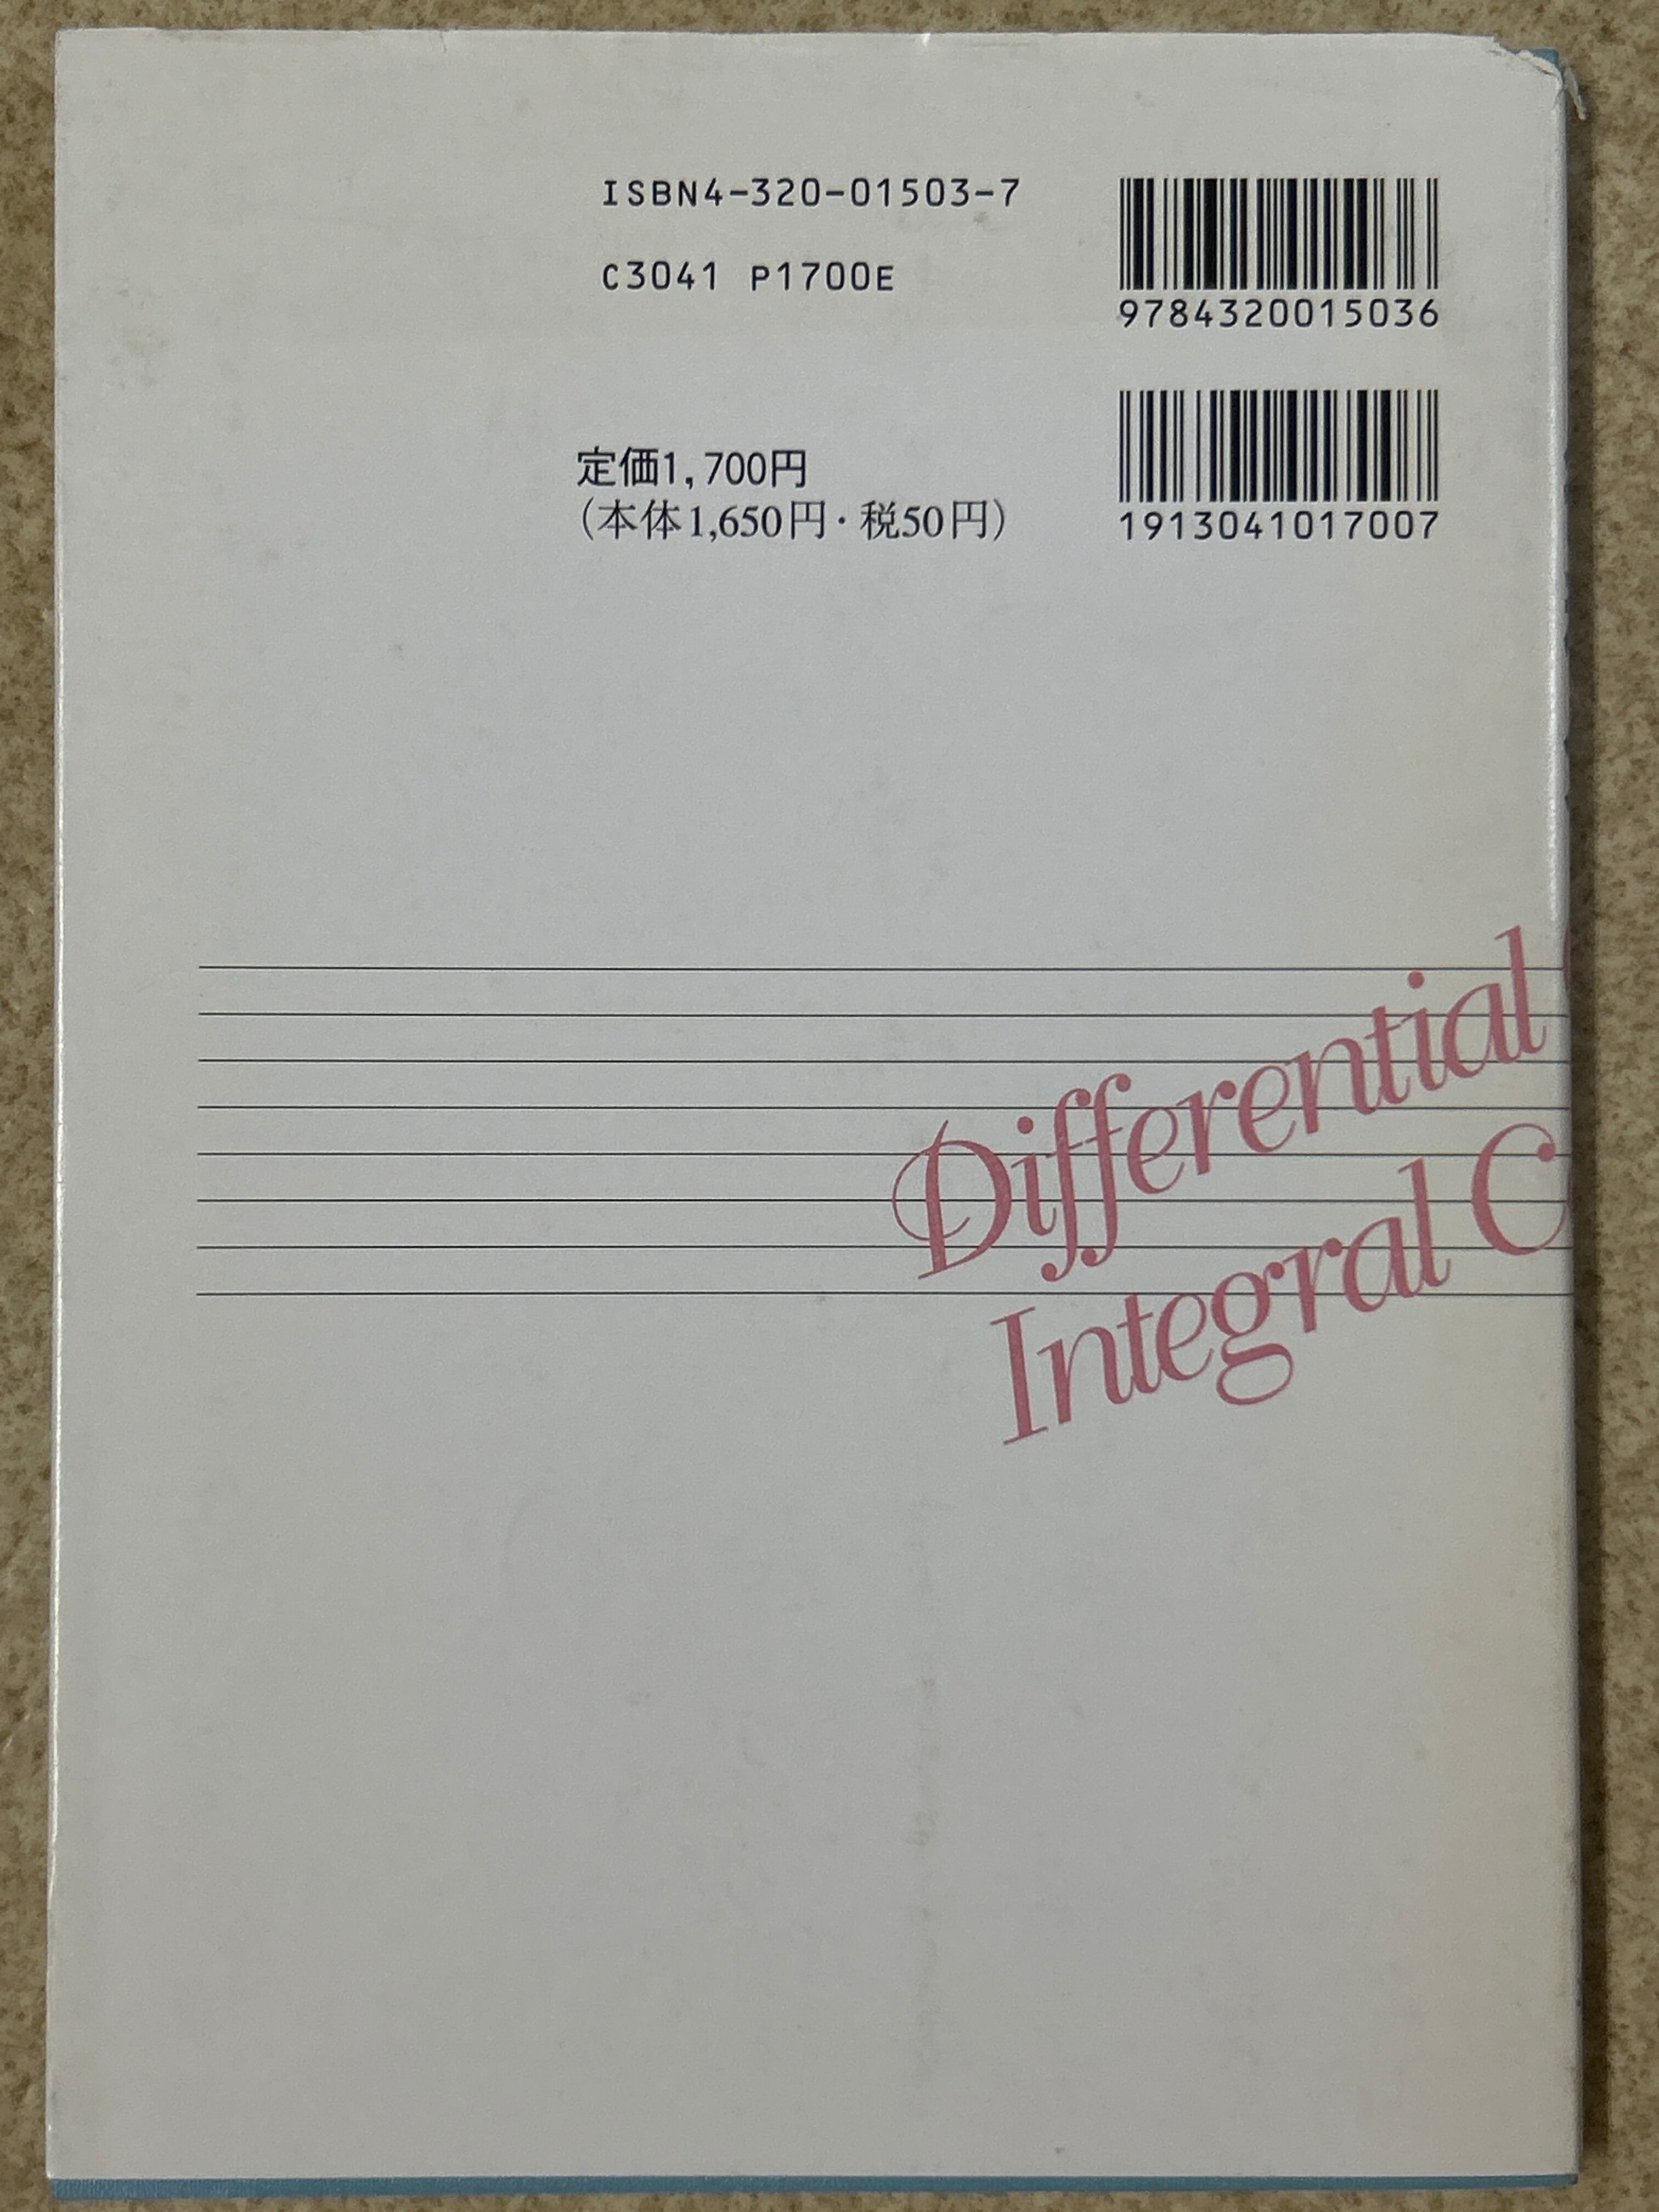 ISBN4-320-01503-7
C3041 P1700E
9784320015036
定価1,700円
(本体1,650円・税50円)
1913041017007
Differential
Integral C